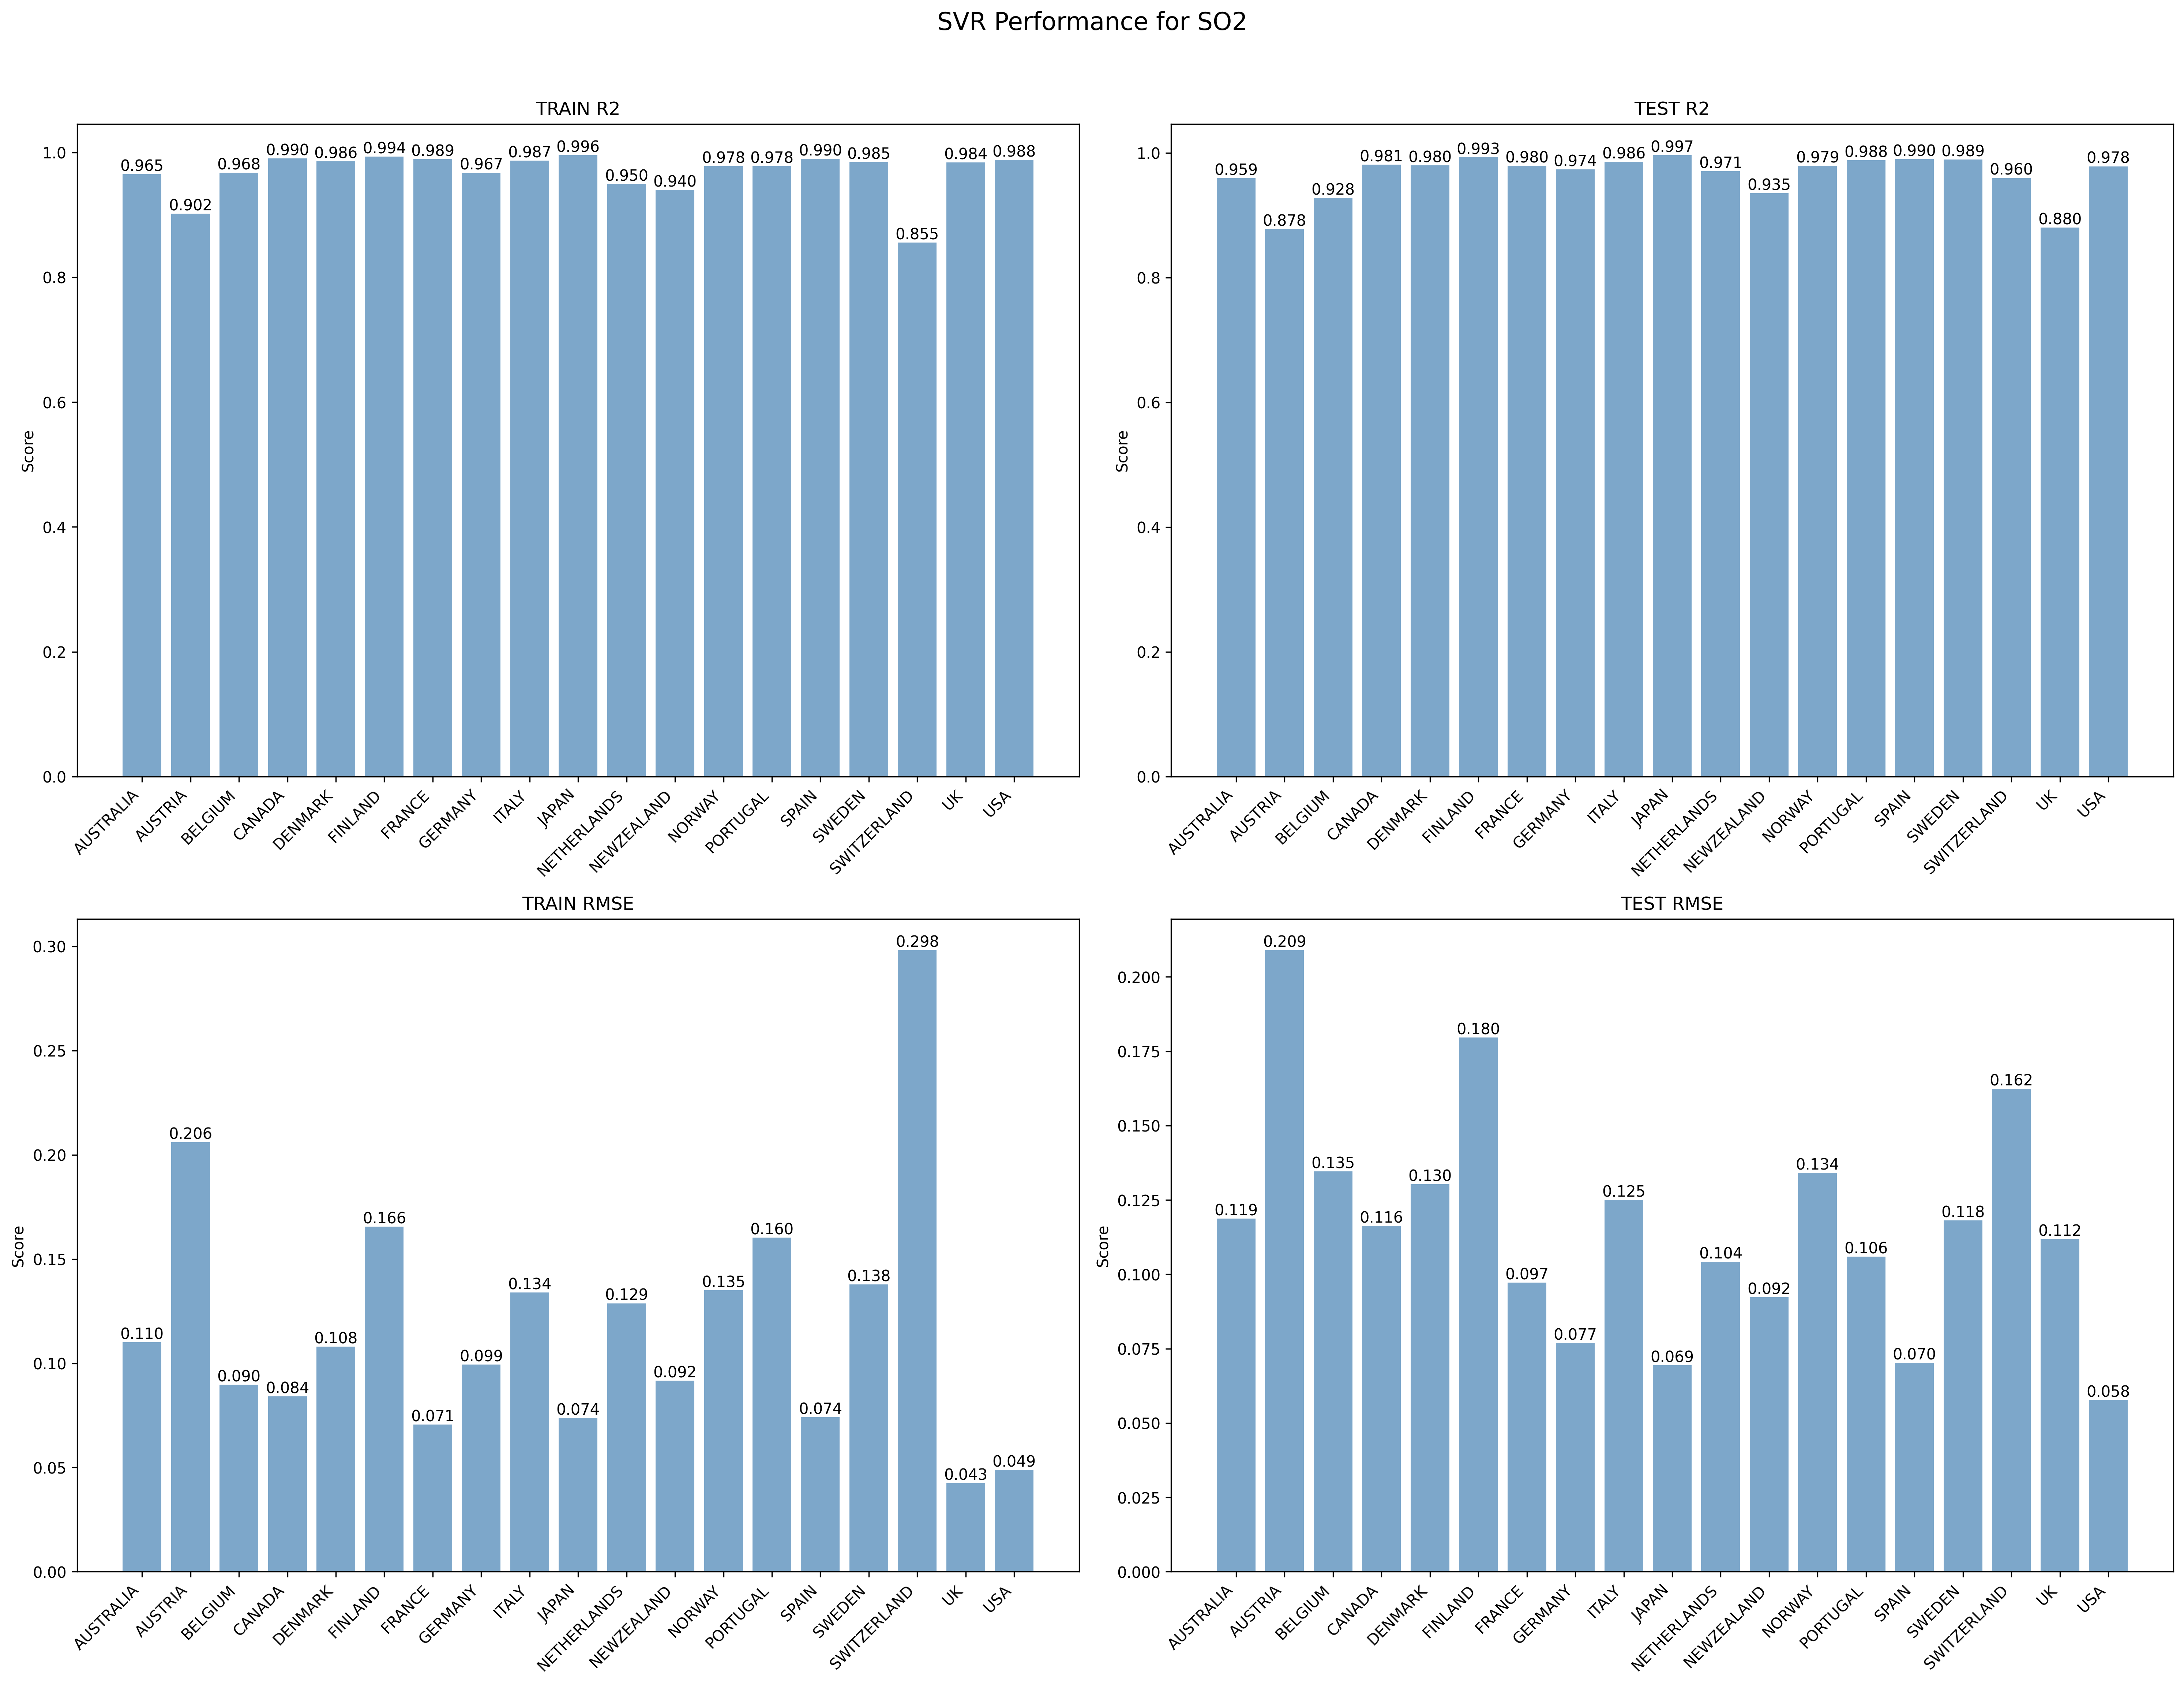 SVR Performance for SO2
TRAIN R2
Score
1.0
0.8
0.6
0.4
0.2
0.0
0.965
0.902
0.968
0.990
0.986
0.994
0.989
0.967
0.987
0.996
0.950
0.940
0.978
0.978
0.990
0.985
0.855
0.984
0.988
AUSTRALIA
AUSTRIA
BELGIUM
CANADA
DENMARK
FINLAND
FRANCE
GERMANY
ITALY
JAPAN
NETHERLANDS
NEWZEALAND
NORWAY
PORTUGAL
SPAIN
SWEDEN
SWITZERLAND
UK
USA
TEST R2
Score
1.0
0.8
0.6
0.4
0.2
0.0
0.959
0.878
0.928
0.981
0.980
0.993
0.980
0.974
0.986
0.997
0.971
0.935
0.979
0.988
0.990
0.989
0.960
0.880
0.978
AUSTRALIA
AUSTRIA
BELGIUM
CANADA
DENMARK
FINLAND
FRANCE
GERMANY
ITALY
JAPAN
NETHERLANDS
NEWZEALAND
NORWAY
PORTUGAL
SPAIN
SWEDEN
SWITZERLAND
UK
USA
TRAIN RMSE
Score
0.30
0.25
0.20
0.15
0.10
0.05
0.00
0.110
0.206
0.090
0.084
0.108
0.166
0.071
0.099
0.134
0.074
0.129
0.092
0.135
0.160
0.074
0.138
0.298
0.043
0.049
AUSTRALIA
AUSTRIA
BELGIUM
CANADA
DENMARK
FINLAND
FRANCE
GERMANY
ITALY
JAPAN
NETHERLANDS
NEWZEALAND
NORWAY
PORTUGAL
SPAIN
SWEDEN
SWITZERLAND
UK
USA
TEST RMSE
Score
0.200
0.175
0.150
0.125
0.100
0.075
0.050
0.025
0.000
0.119
0.209
0.135
0.116
0.130
0.180
0.097
0.077
0.125
0.069
0.104
0.092
0.134
0.106
0.070
0.118
0.162
0.112
0.058
AUSTRALIA
AUSTRIA
BELGIUM
CANADA
DENMARK
FINLAND
FRANCE
GERMANY
ITALY
JAPAN
NETHERLANDS
NEWZEALAND
NORWAY
PORTUGAL
SPAIN
SWEDEN
SWITZERLAND
UK
USA